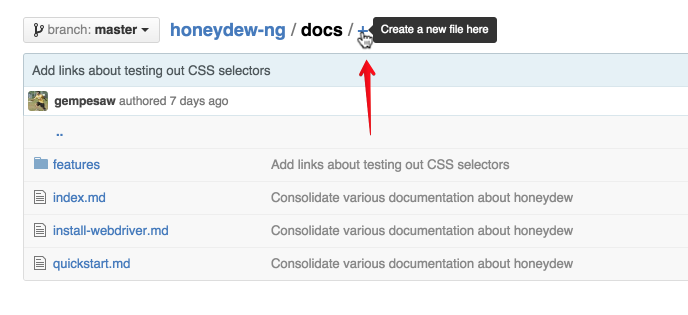 branch: master honeydew-ng / docs / + Create a new file here
Add links about testing out CSS selectors
gempesaw authored 7 days ago
..
features Add links about testing out CSS selectors
index.md Consolidate various documentation about honeydew
install-webdriver.md Consolidate various documentation about honeydew
quickstart.md Consolidate various documentation about honeydew